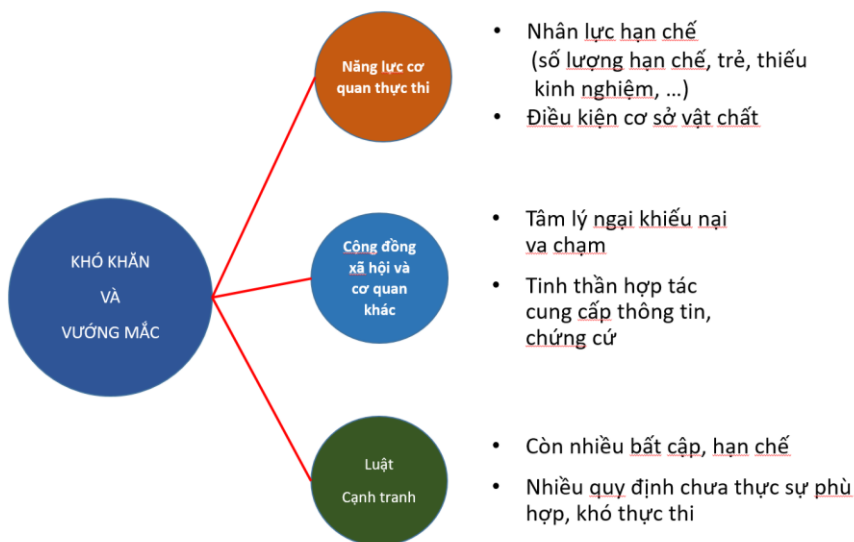 KHÓ KHĂN
VÀ
VƯỚNG MẮC
Năng lực cơ
quan thực thi
• Nhân lực hạn chế
(số lượng hạn chế, trẻ, thiếu
kinh nghiệm, ...)
• Điều kiện cơ sở vật chất
Cộng đồng
xã hội và
cơ quan
khác
• Tâm lý ngại khiếu nại
va chạm
• Tinh thần hợp tác
cung cấp thông tin,
chứng cứ
Luật
Cạnh tranh
• Còn nhiều bất cập, hạn chế
• Nhiều quy định chưa thực sự phù
hợp, khó thực thi